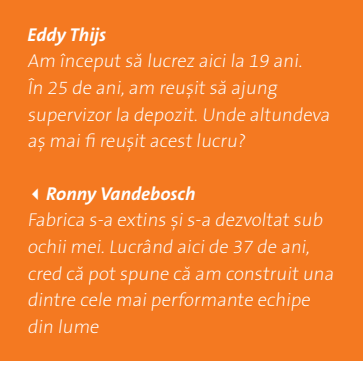 Eddy Thijs
Am început să lucrez aici la 19 ani.
În 25 de ani, am reușit să ajung
supervizor la depozit. Unde altundeva
aș mai fi reușit acest lucru?
Ronny Vandebosch
Fabrica s-a extins și s-a dezvoltat sub
ochii mei. Lucrând aici de 37 de ani,
cred că pot spune că am construit una
dintre cele mai performante echipe
din lume